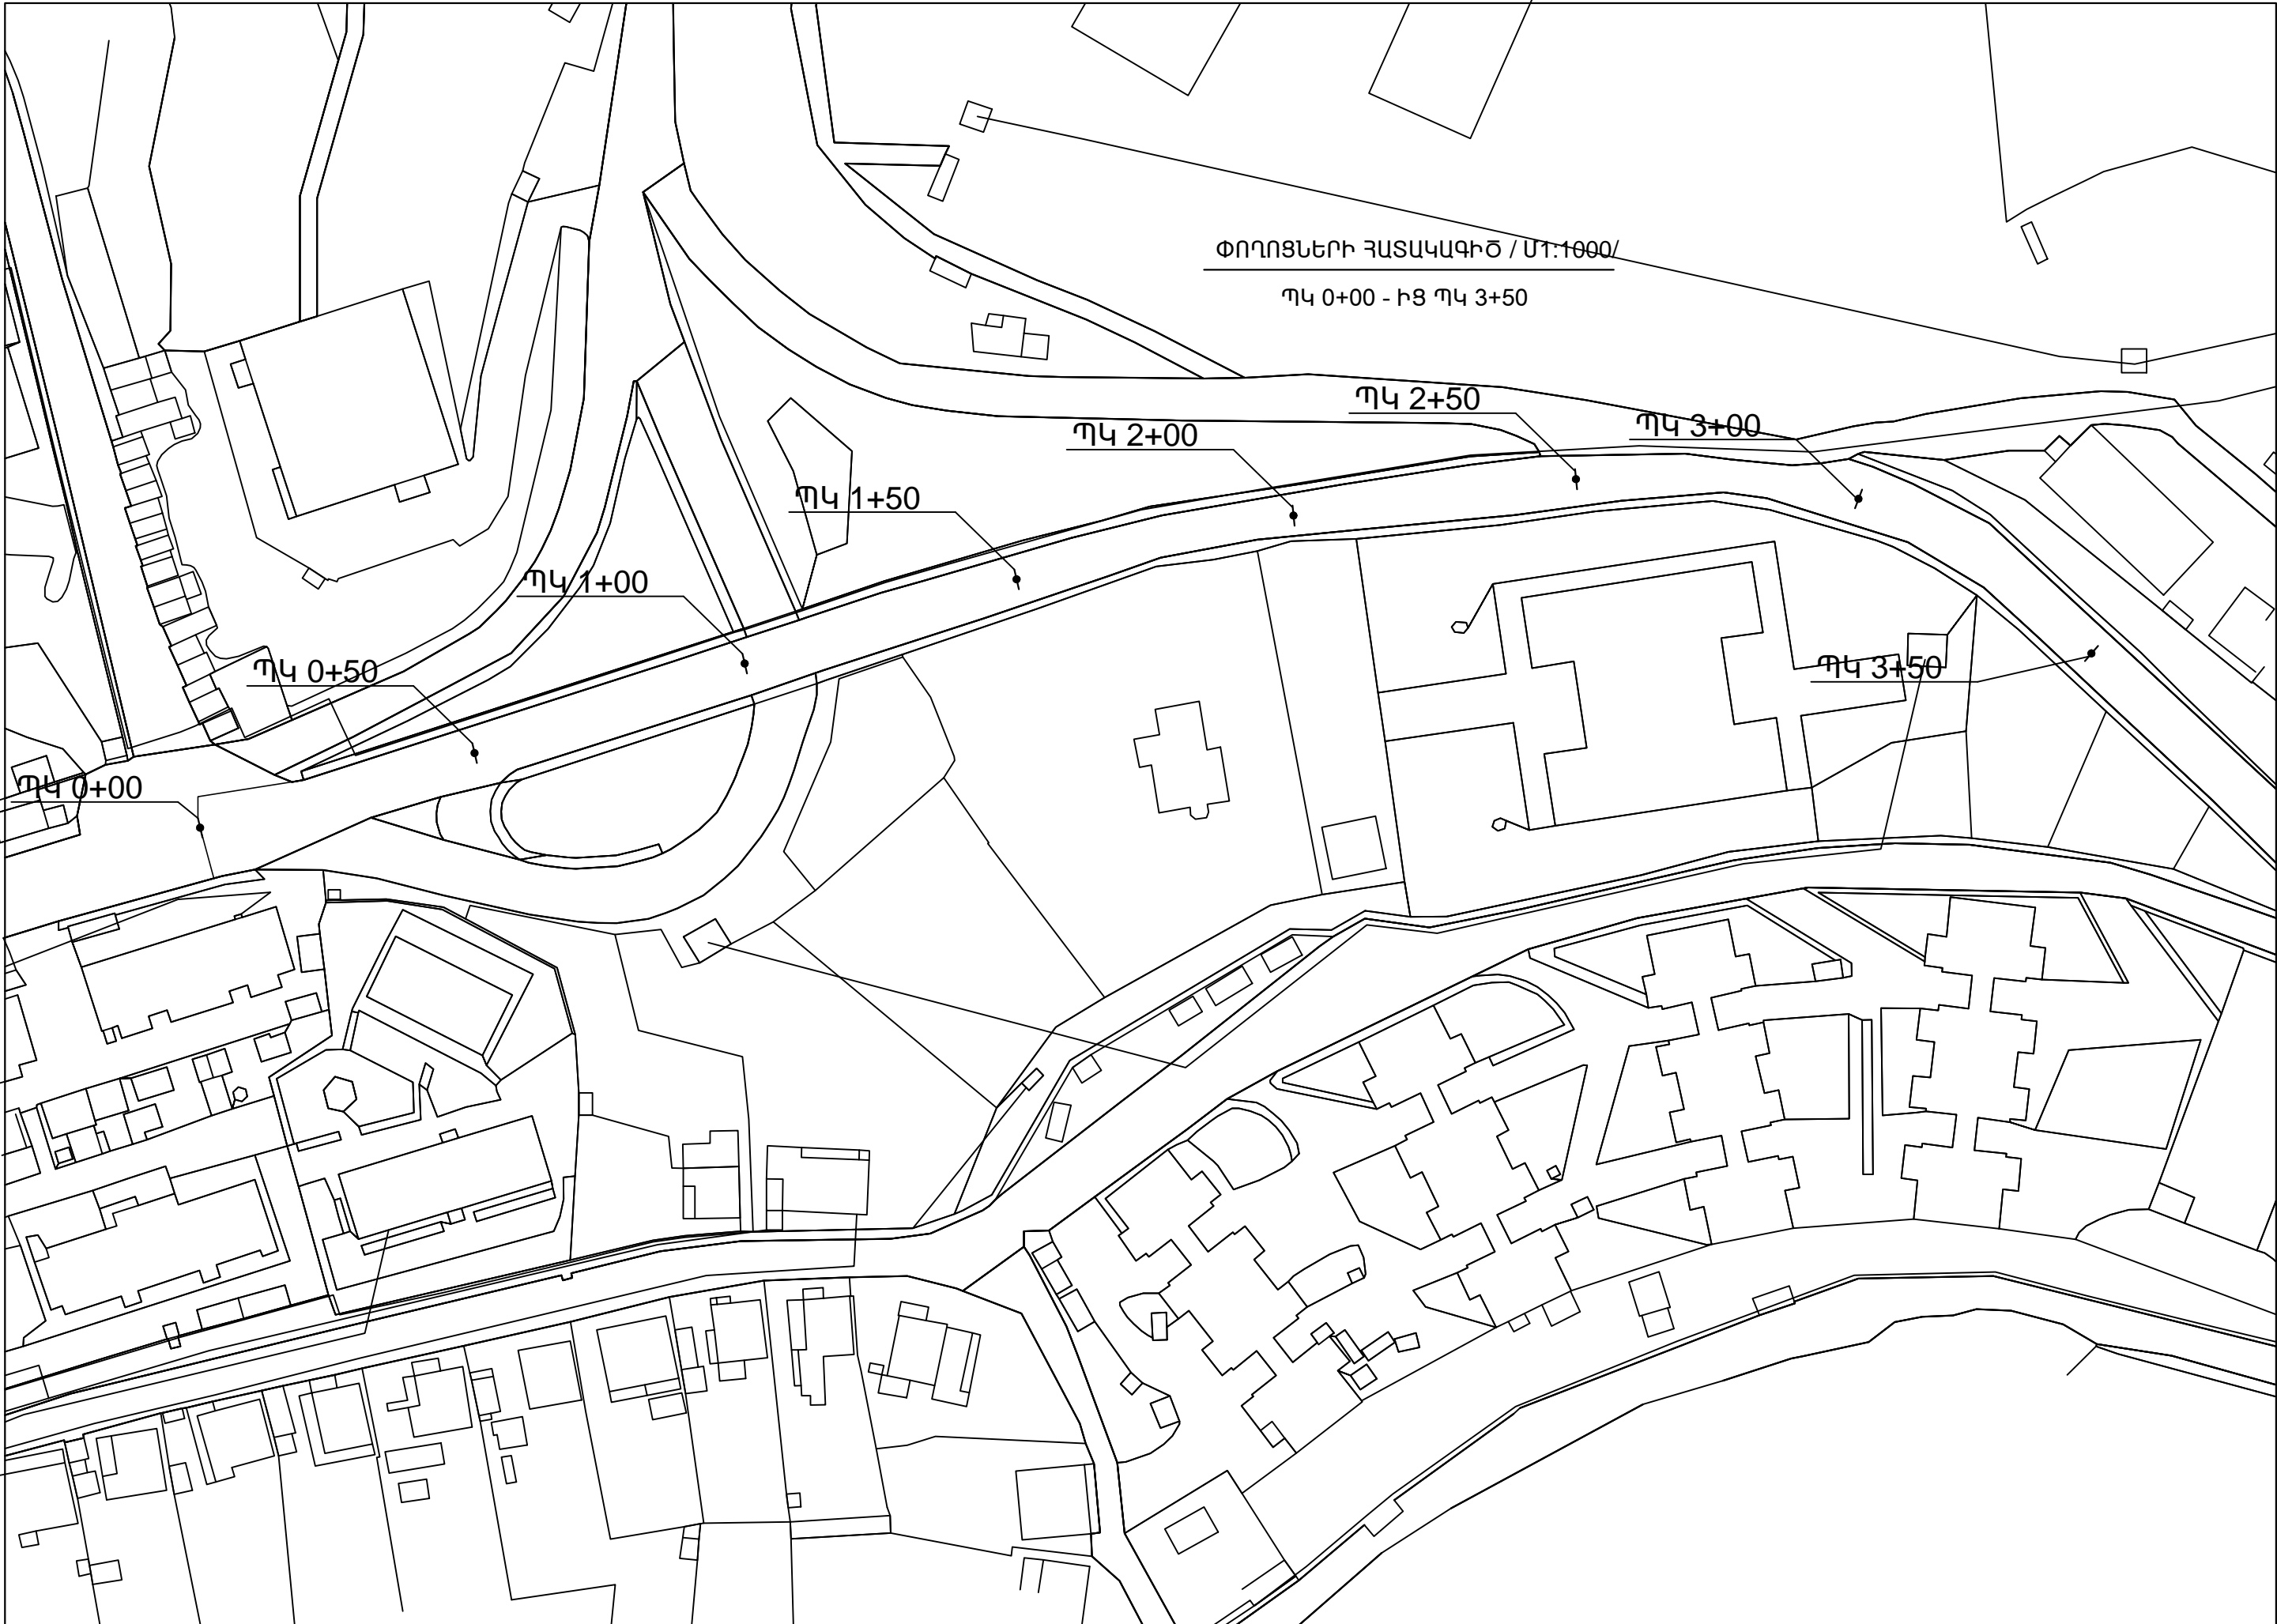 ՓՈՂՈՑՆԵՐԻ ՀԱՏԱԿԱԳԻԾ / Մ1:1000/
ՊԿ 0+00 - ԻՑ ՊԿ 3+50
ՊԿ 2+50
ՊԿ 3+00
ՊԿ 2+00
ՊԿ 1+50
ՊԿ 1+00
ՊԿ 0+50
ՊԿ 3+50
ՊԿ 0+00